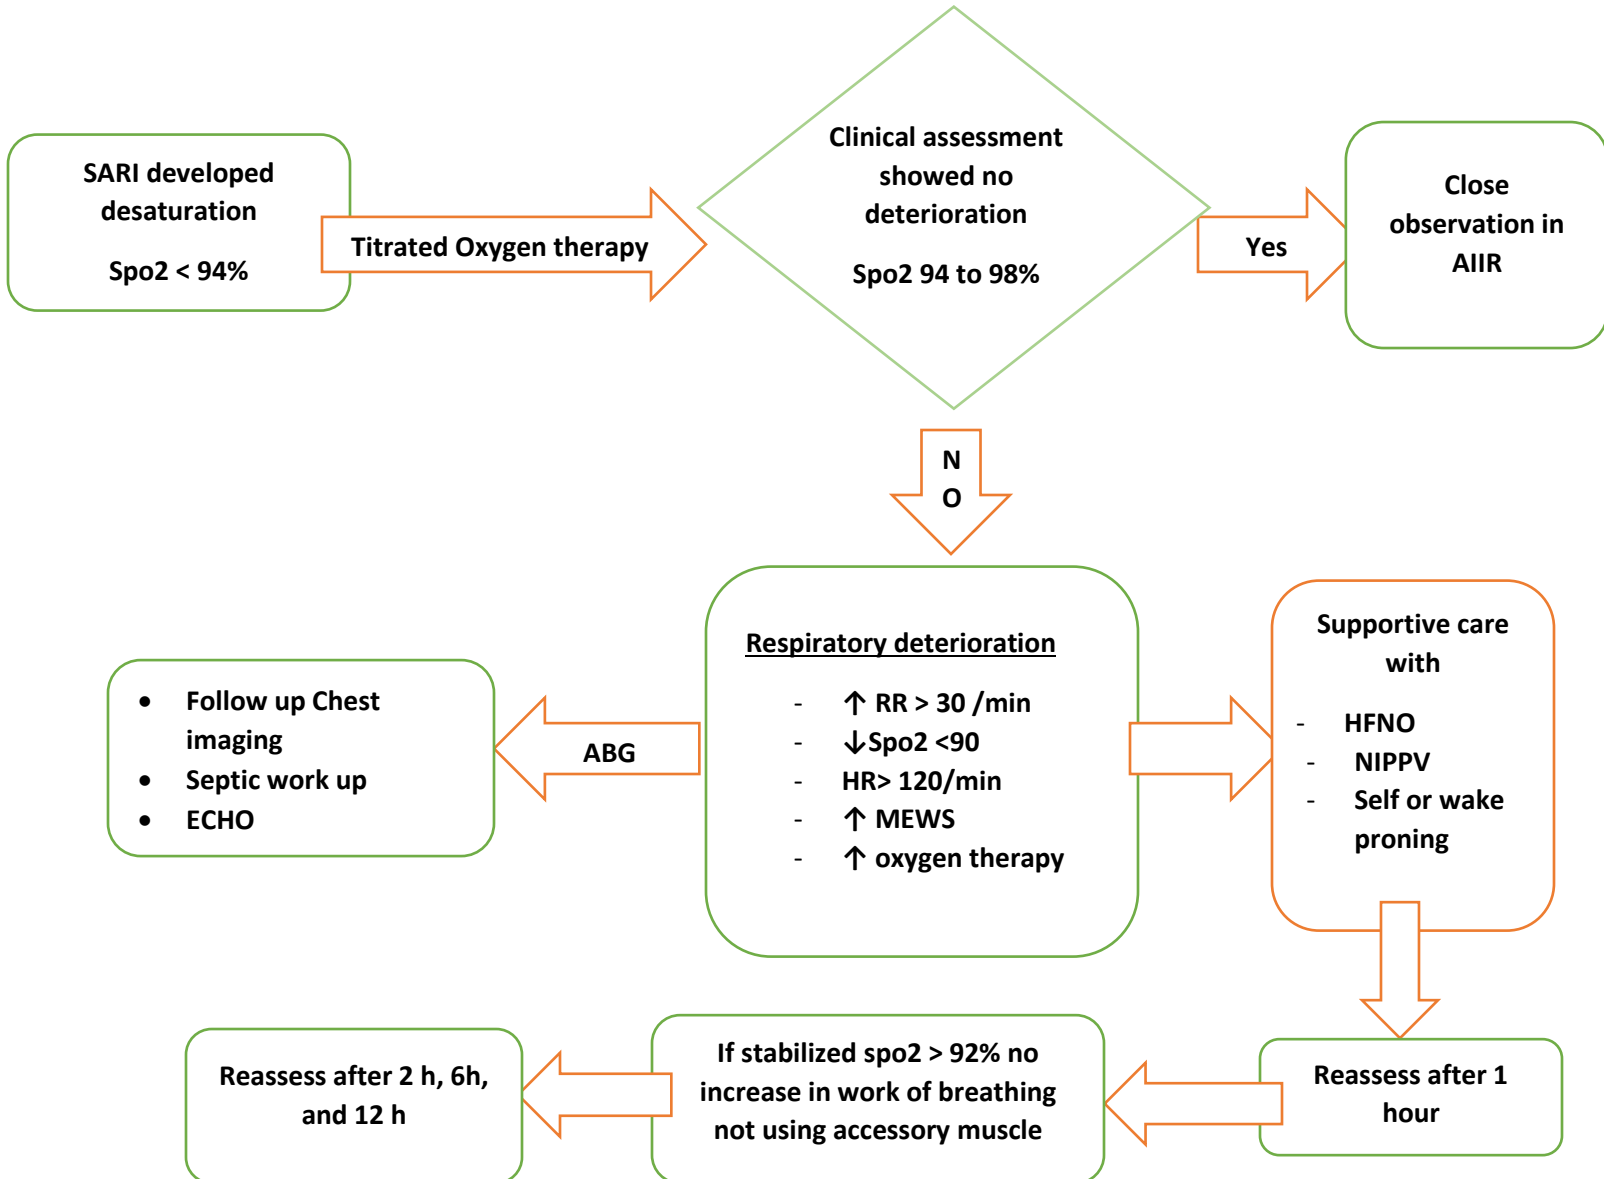 SARI developed
desaturation
Spo2 < 94%
Titrated Oxygen therapy
Clinical assessment
showed no
deterioration
Spo2 94 to 98%
Yes
Close
observation in
AIIR
N
O
Respiratory deterioration
- ↑ RR > 30 /min
- ↓Spo2 <90
- HR> 120/min
- ↑ MEWS
- ↑ oxygen therapy
ABG
• Follow up Chest
imaging
• Septic work up
• ECHO
Supportive care
with
- HFNO
- NIPPV
- Self or wake
proning
Reassess after 1
hour
If stabilized spo2 > 92% no
increase in work of breathing
not using accessory muscle
Reassess after 2 h, 6h,
and 12 h